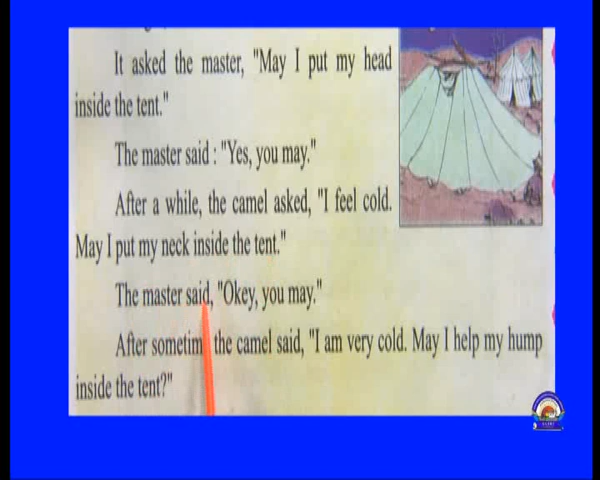 It asked the master, "May I put my head
inside the tent."
The master said : "Yes, you may."
After a while, the camel asked, "I feel cold.
May I put my neck inside the tent."
The master said, "Okey, you may."
After sometim the camel said, "I am very cold. May I help my hump
inside the tent?"